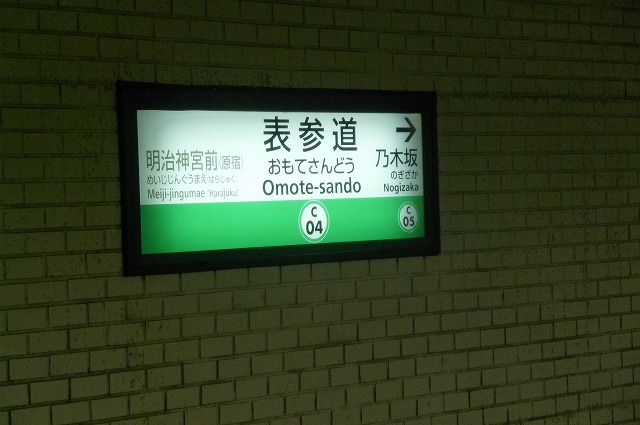 表参道
おもてさんどう
Omote-sando
C
04
明治神宮前(原宿)
めいじじんぐうまえ(はらじゅく)
Meiji-jingumae 'Harajuku'
→
乃木坂
のぎざか
Nogizaka
C
05